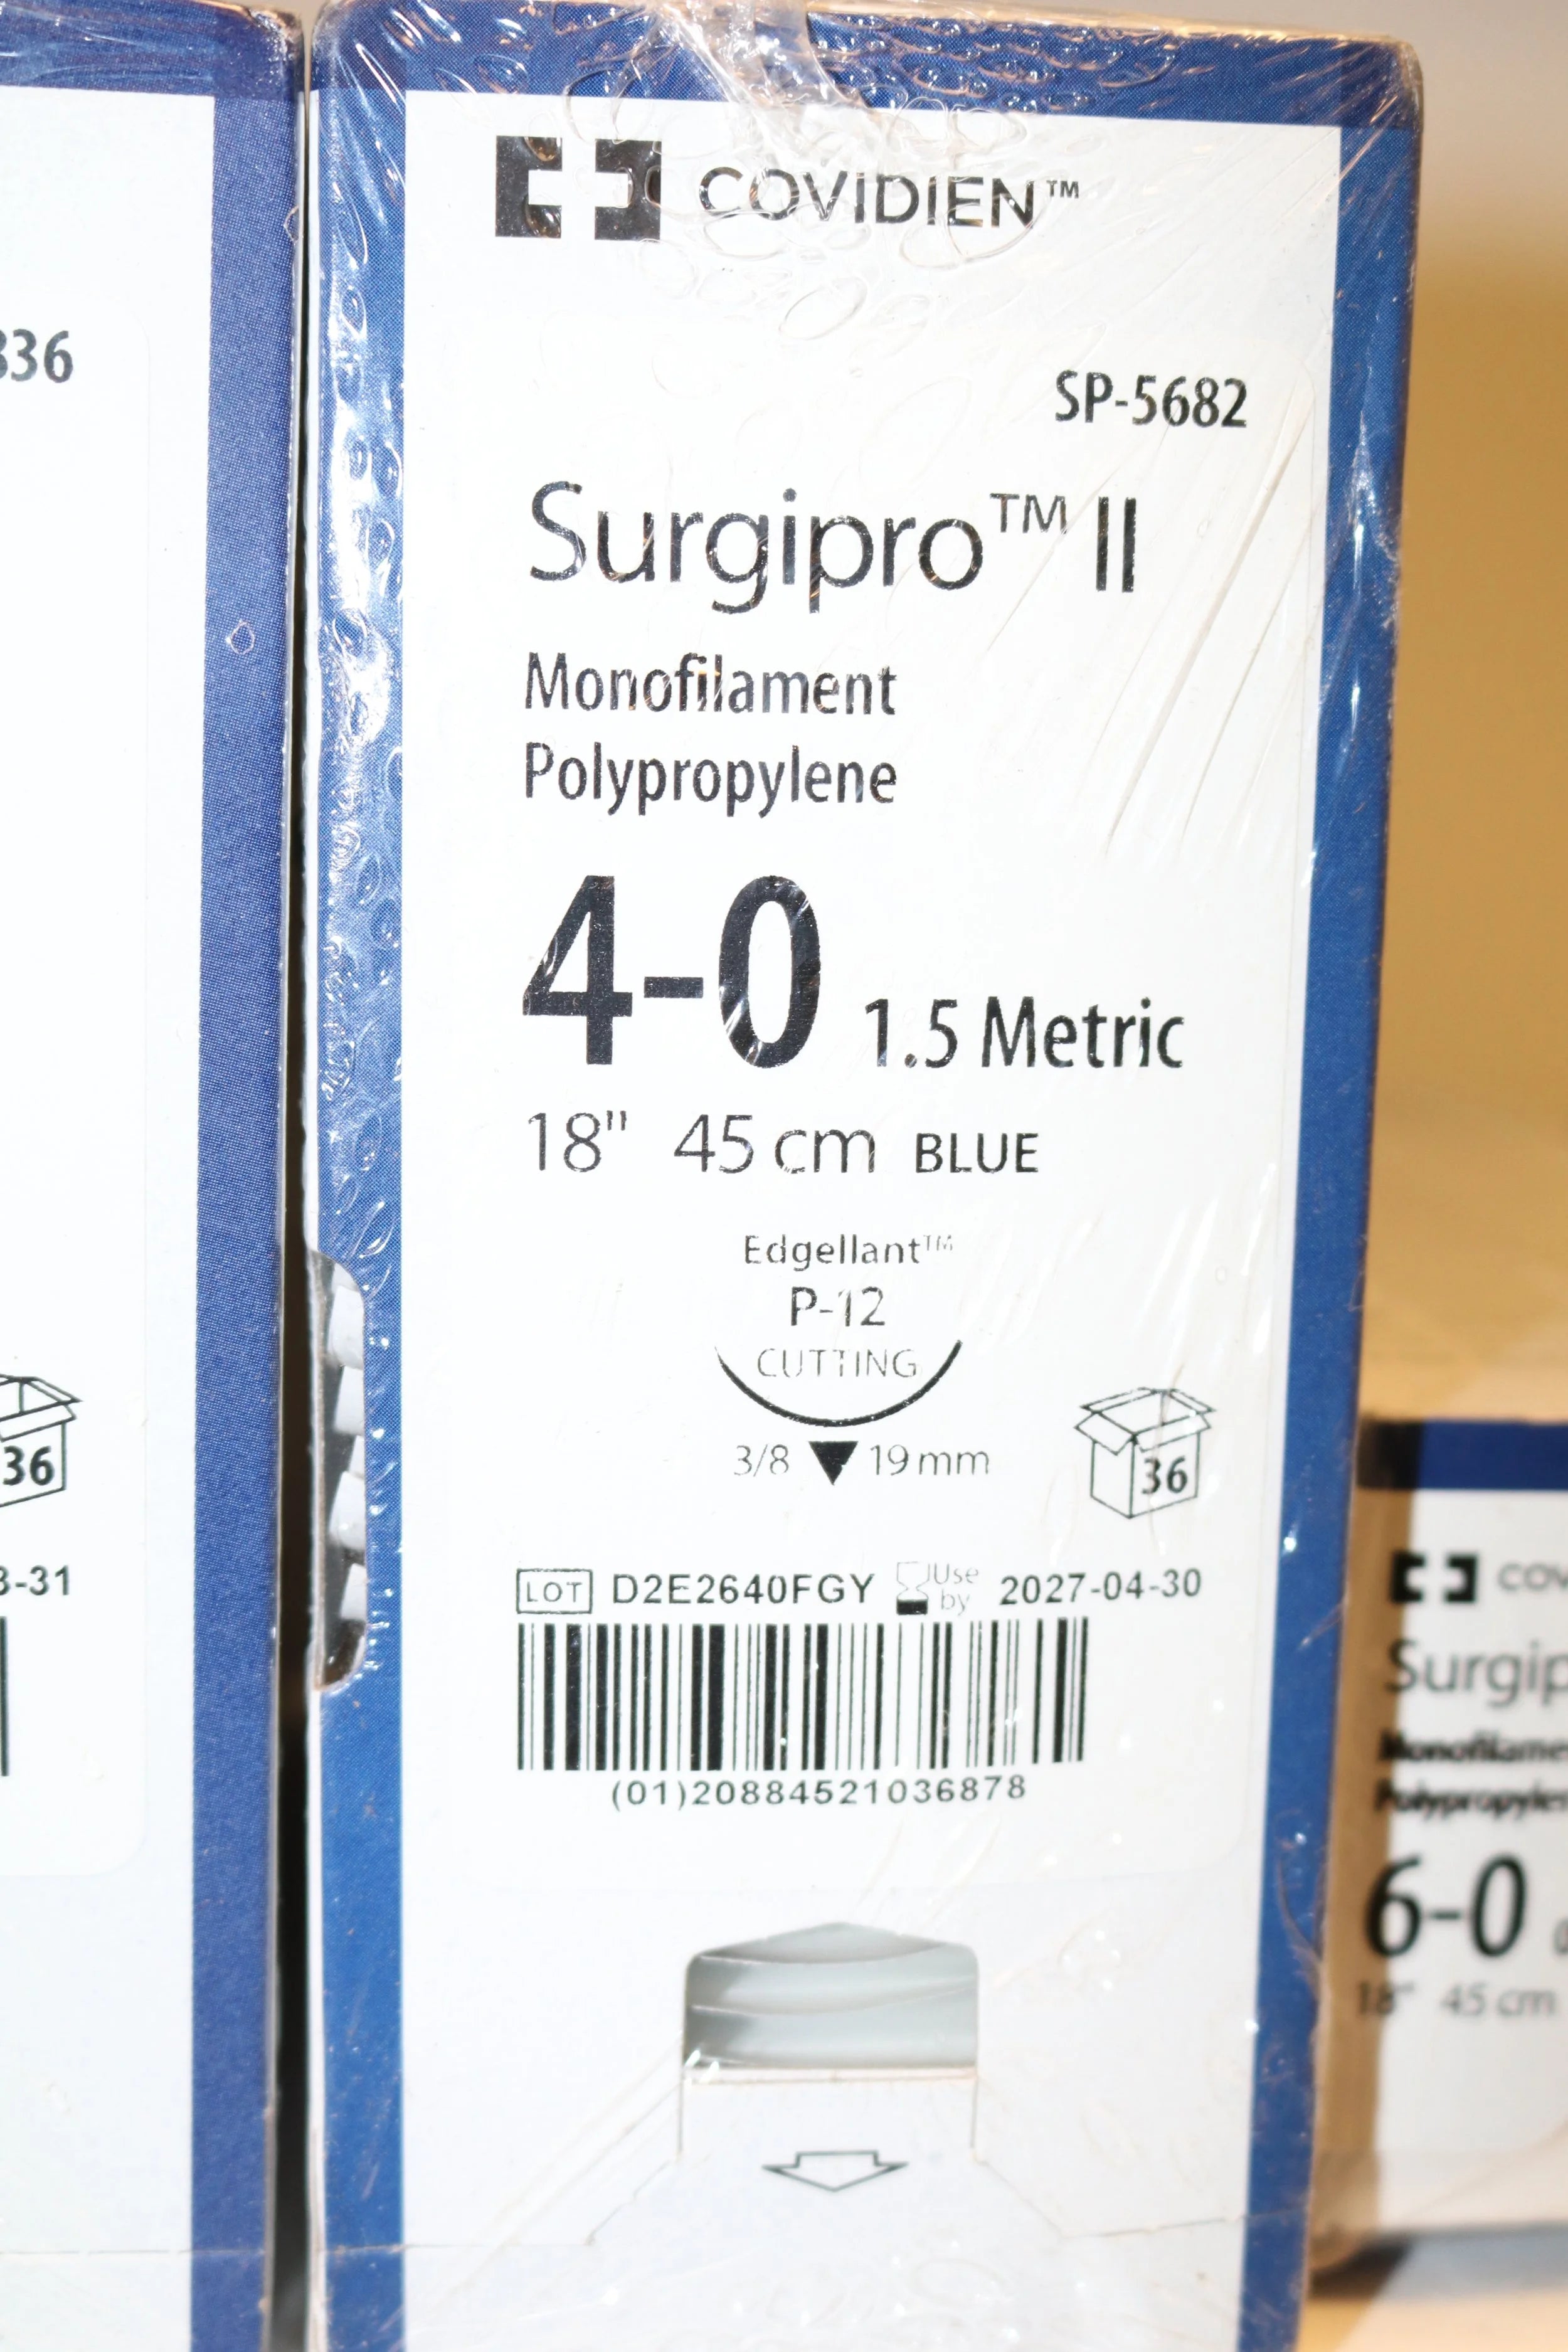 COVIDIEN™
SP-5682
Surgipro™ II
Monofilament
Polypropylene
4-0 1.5 Metric
18" 45 cm BLUE
Edgellant™
P-12
CUTTING
3/8 19 mm
36
LOT D2E2640FGY Use by 2027-04-30
(01)20884521036878
36
36
3-31
6-0
18" 45 cm